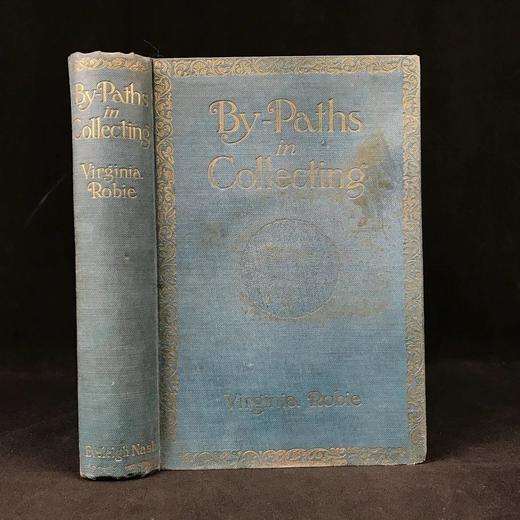 By-Paths
in
Collecting
Virginia
Robie
Eveleigh Nash
By-Paths
in
Collecting
Virginia Robie